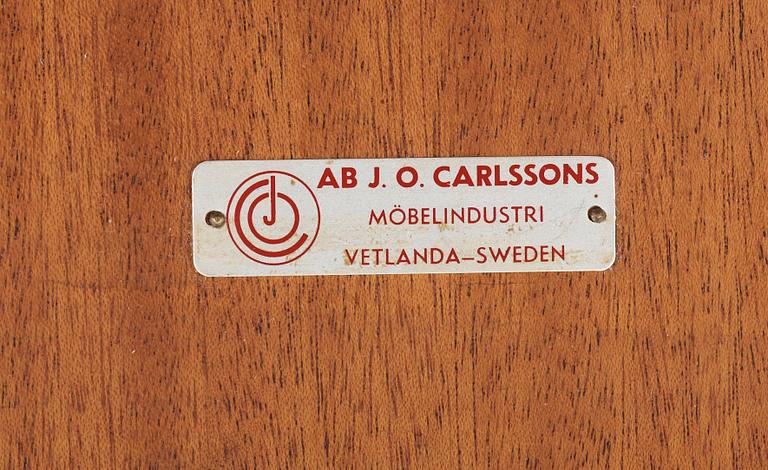 AB J. O. CARLSSONS
MÖBELINDUSTRI
VETLANDA–SWEDEN